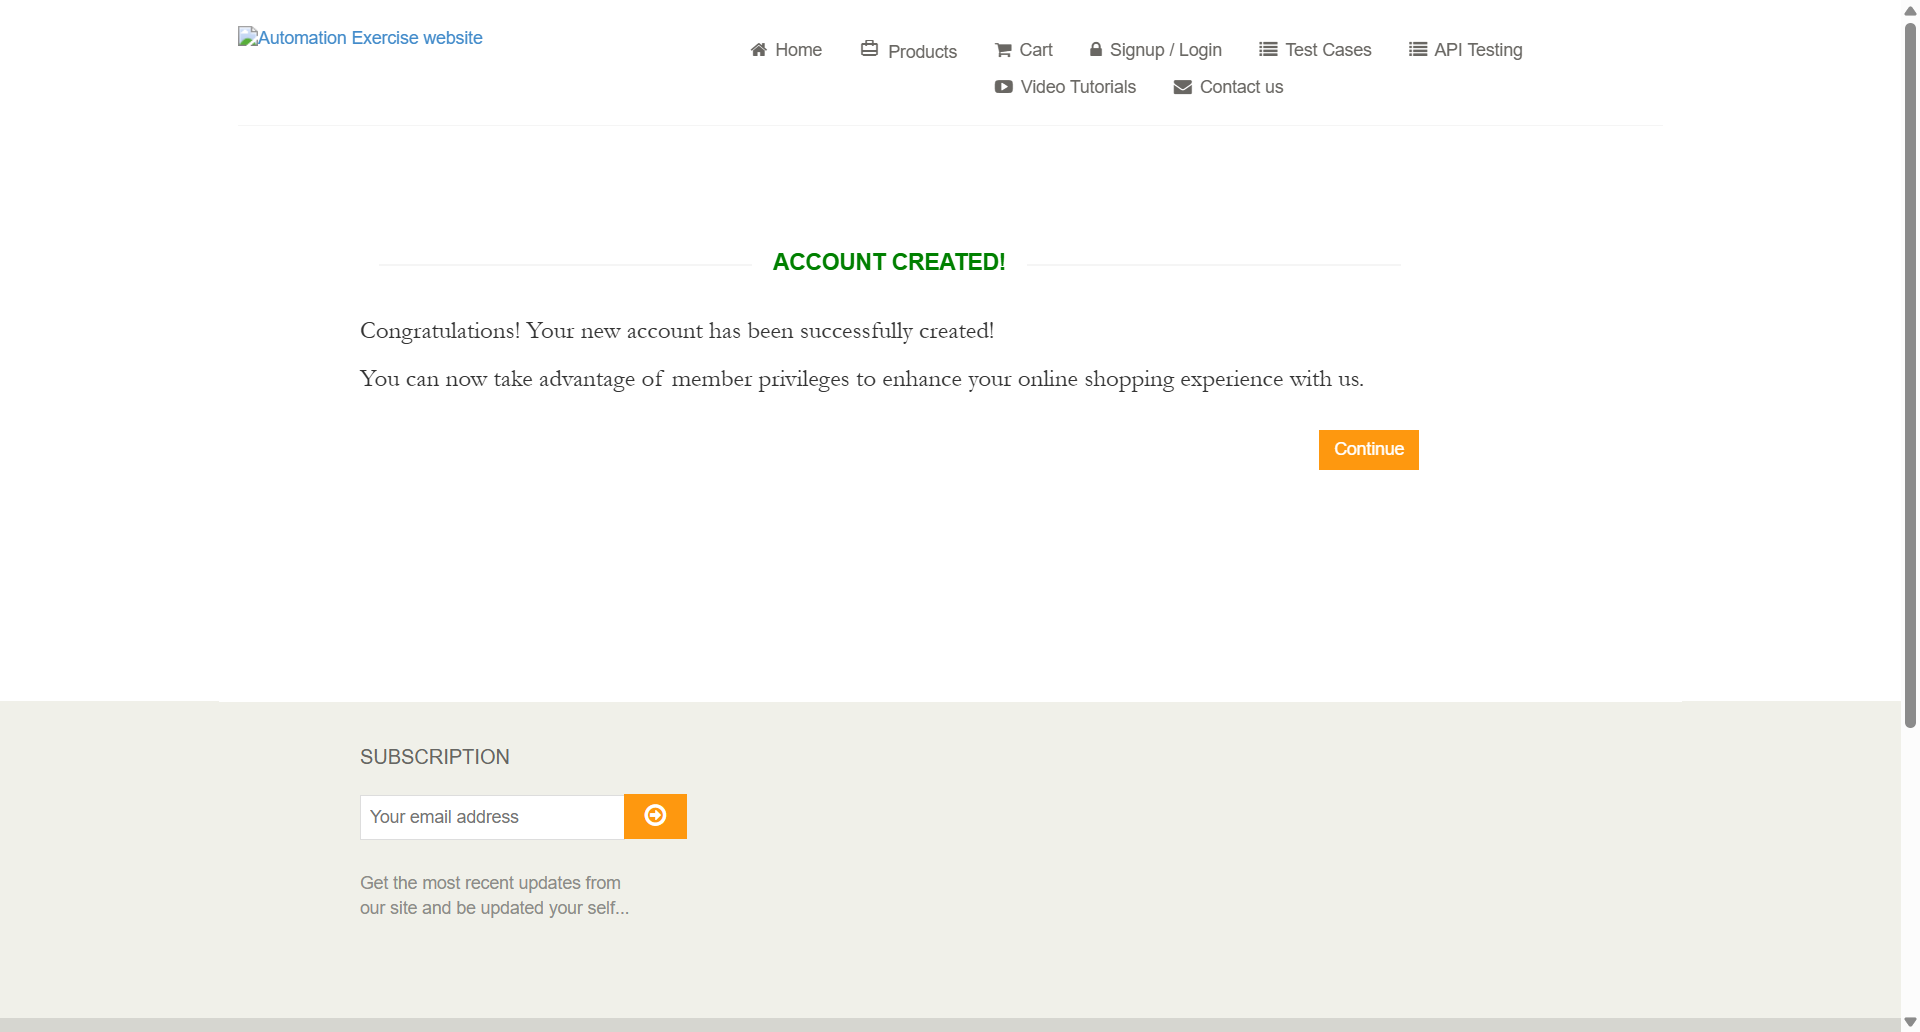 Automation Exercise website
Home Products Cart Signup / Login Test Cases API Testing
Video Tutorials Contact us
ACCOUNT CREATED!
Congratulations! Your new account has been successfully created!
You can now take advantage of member privileges to enhance your online shopping experience with us.
Continue
SUBSCRIPTION
Your email address
Get the most recent updates from
our site and be updated your self...